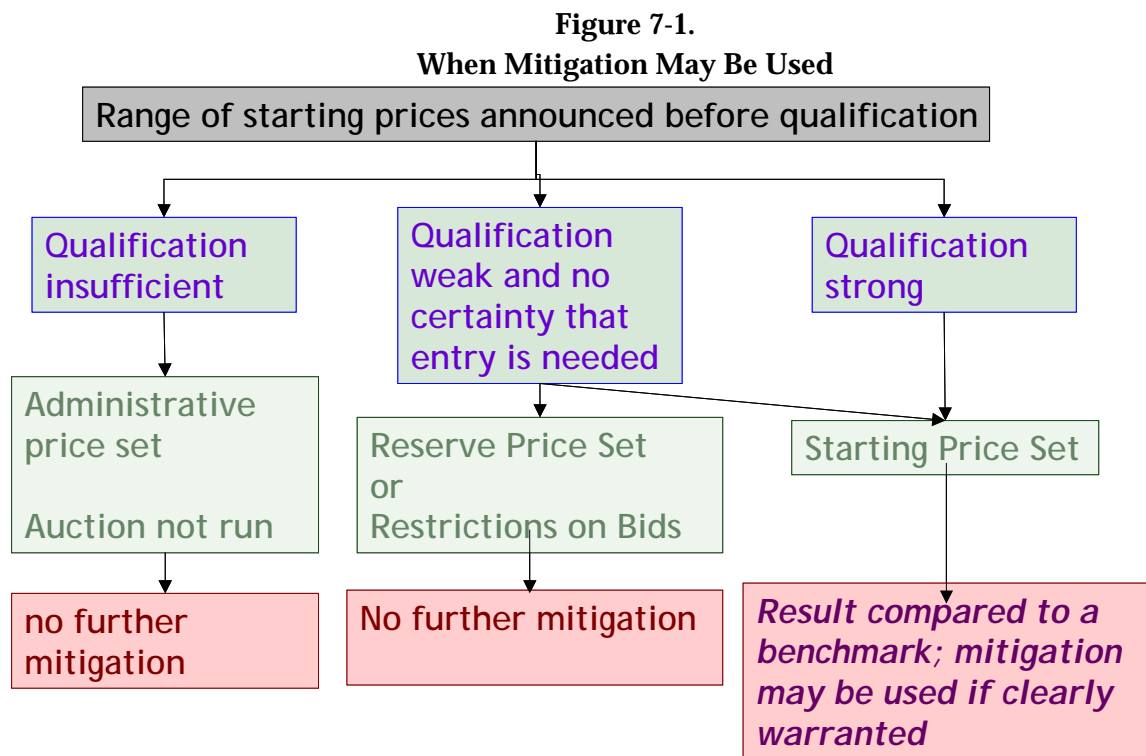 Figure 7-1.
When Mitigation May Be Used
Range of starting prices announced before qualification
Qualification
insufficient
Qualification
weak and no
certainty that
entry is needed
Qualification
strong
Administrative
price set
Auction not run
Reserve Price Set
or
Restrictions on Bids
Starting Price Set
no further
mitigation
No further mitigation
Result compared to a
benchmark; mitigation
may be used if clearly
warranted